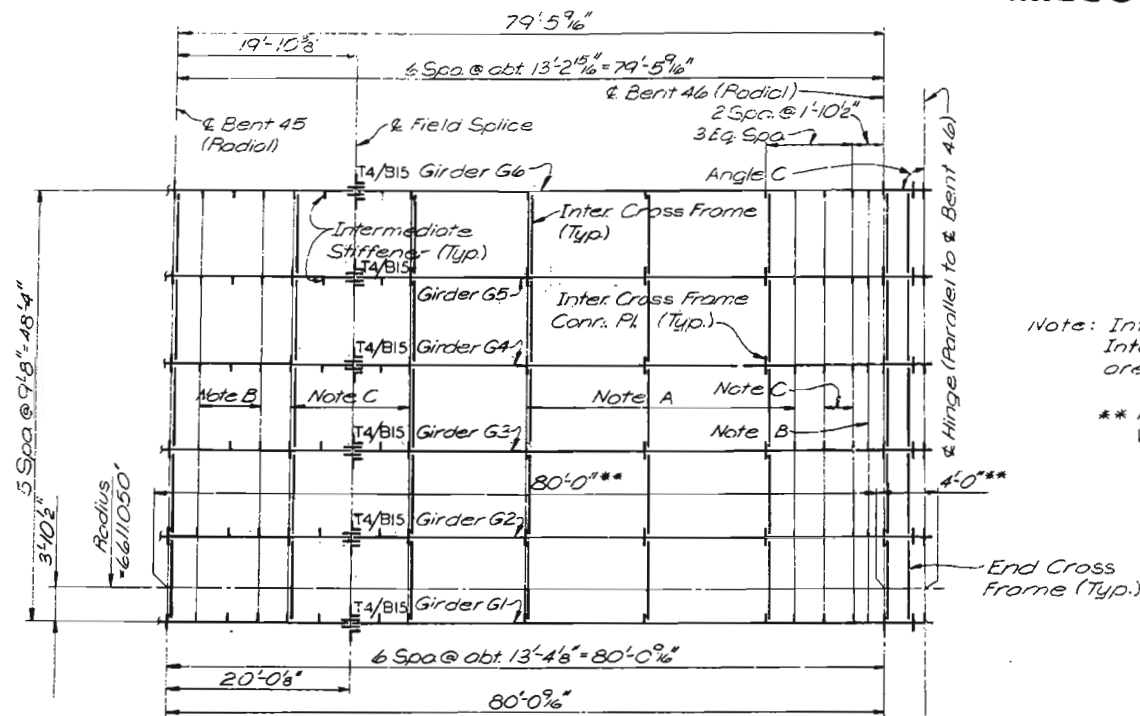 79'-5 9/16"
19'-10 3/8"
6 Spa. @ abt. 13'-2 15/16" = 79'-5 9/16"
℄ Bent 46 (Radial)
2 Spa. @ 1'-10 1/2"
3 Eq. Spa.
℄ Bent 45
(Radial)
℄ Field Splice
Angle C
T4/B15 Girder G6
Inter. Cross Frame
(Typ.)
Intermediate
Stiffener (Typ.)
T4/B15
Girder G5
Inter. Cross Frame
Conn. Pl. (Typ.)
T4/B15 Girder G4
℄ Hinge (Parallel to ℄ Bent 46)
Note:
Note B
Note C
Note A
Note C
Note B
**
T4/B15 Girder G3
5 Spa @ 9'-8" = 48'-4"
80'-0" **
4'-0" **
Radius
=6611.050'
3'-10 1/2"
T4/B15 Girder G2
End Cross
Frame (Typ.)
T4/B15 Girder G1
6 Spa @ abt. 13'-4 1/8" = 80'-0 9/16"
20'-0 1/8"
80'-0 9/16"